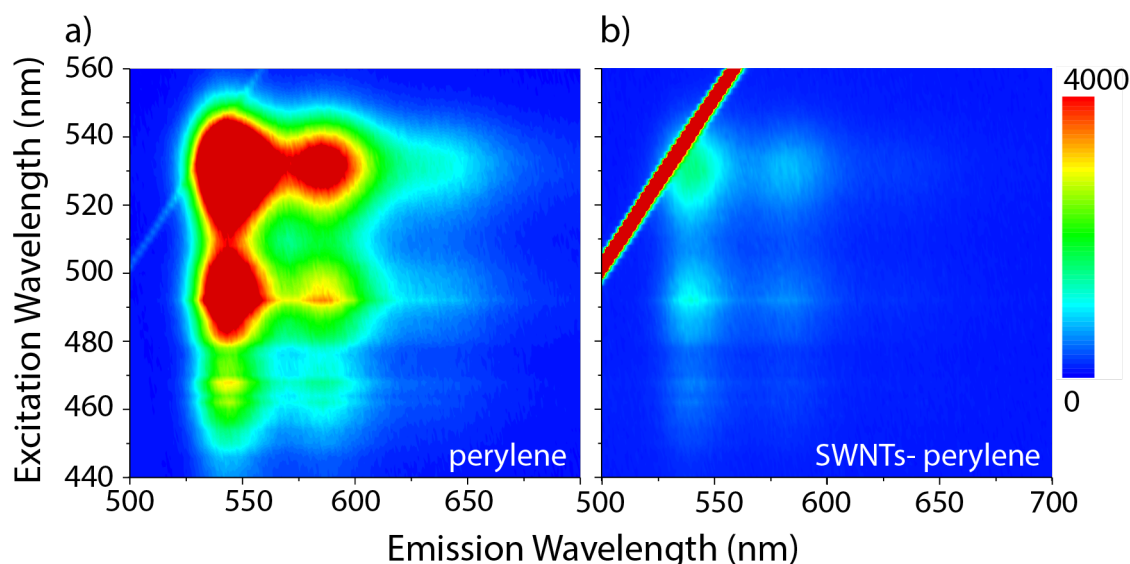 a)
b)
Excitation Wavelength (nm)
560
540
520
500
480
460
440
perylene
SWNTs- perylene
4000
0
500 550 600 650
500 550 600 650 700
Emission Wavelength (nm)